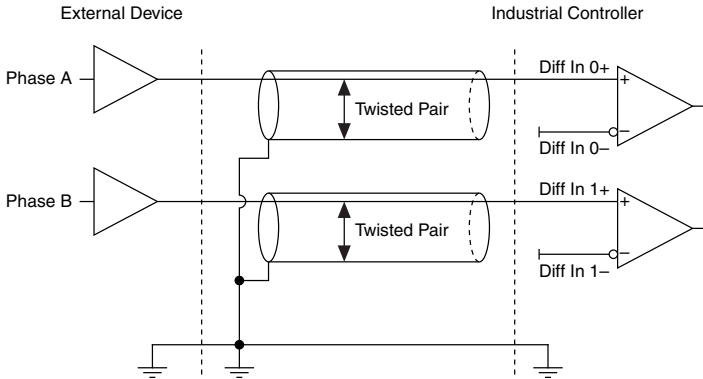 External Device
Industrial Controller
Phase A
Diff In 0+
+
Twisted Pair
–
Diff In 0–
Phase B
Diff In 1+
+
Twisted Pair
–
Diff In 1–